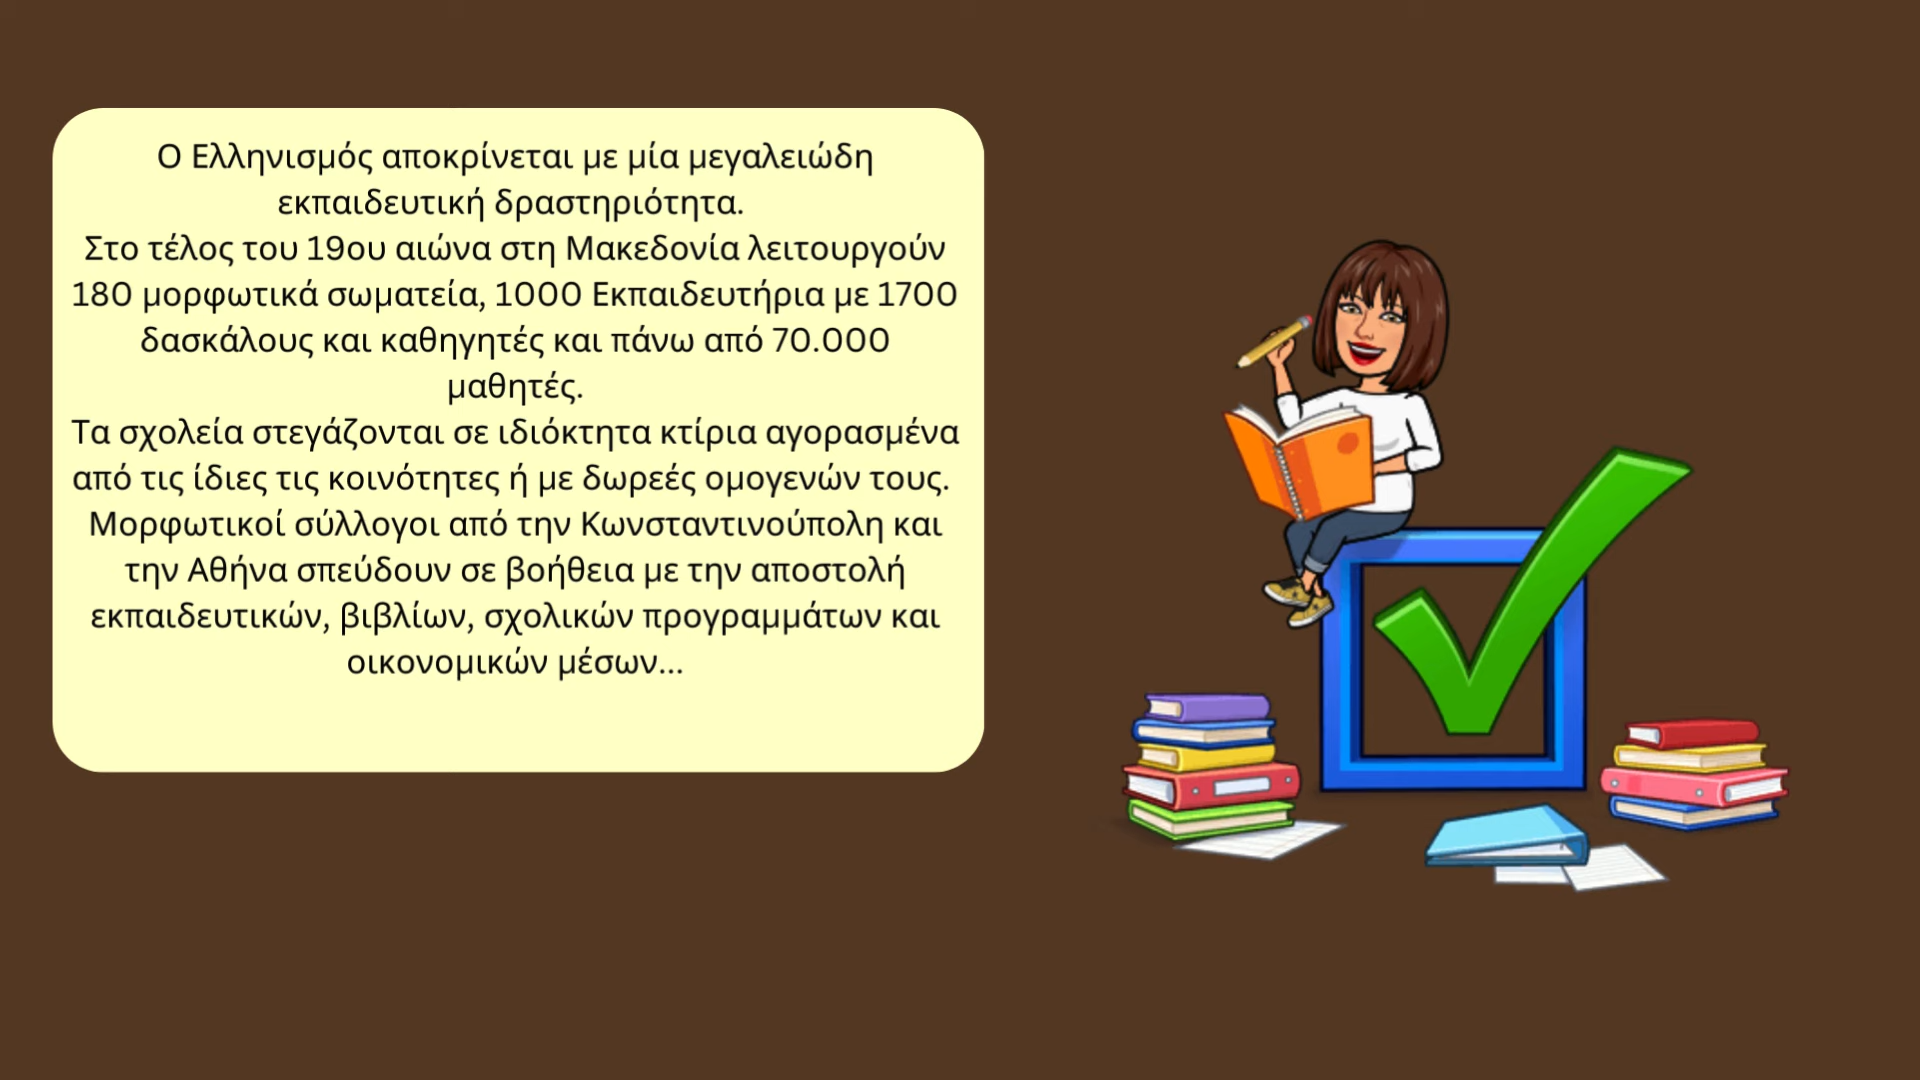 Ο Ελληνισμός αποκρίνεται με μία μεγαλειώδη
εκπαιδευτική δραστηριότητα.
Στο τέλος του 19ου αιώνα στη Μακεδονία λειτουργούν
180 μορφωτικά σωματεία, 1000 Εκπαιδευτήρια με 1700
δασκάλους και καθηγητές και πάνω από 70.000
μαθητές.
Τα σχολεία στεγάζονται σε ιδιόκτητα κτίρια αγορασμένα
από τις ίδιες τις κοινότητες ή με δωρεές ομογενών τους.
Μορφωτικοί σύλλογοι από την Κωνσταντινούπολη και
την Αθήνα σπεύδουν σε βοήθεια με την αποστολή
εκπαιδευτικών, βιβλίων, σχολικών προγραμμάτων και
οικονομικών μέσων...